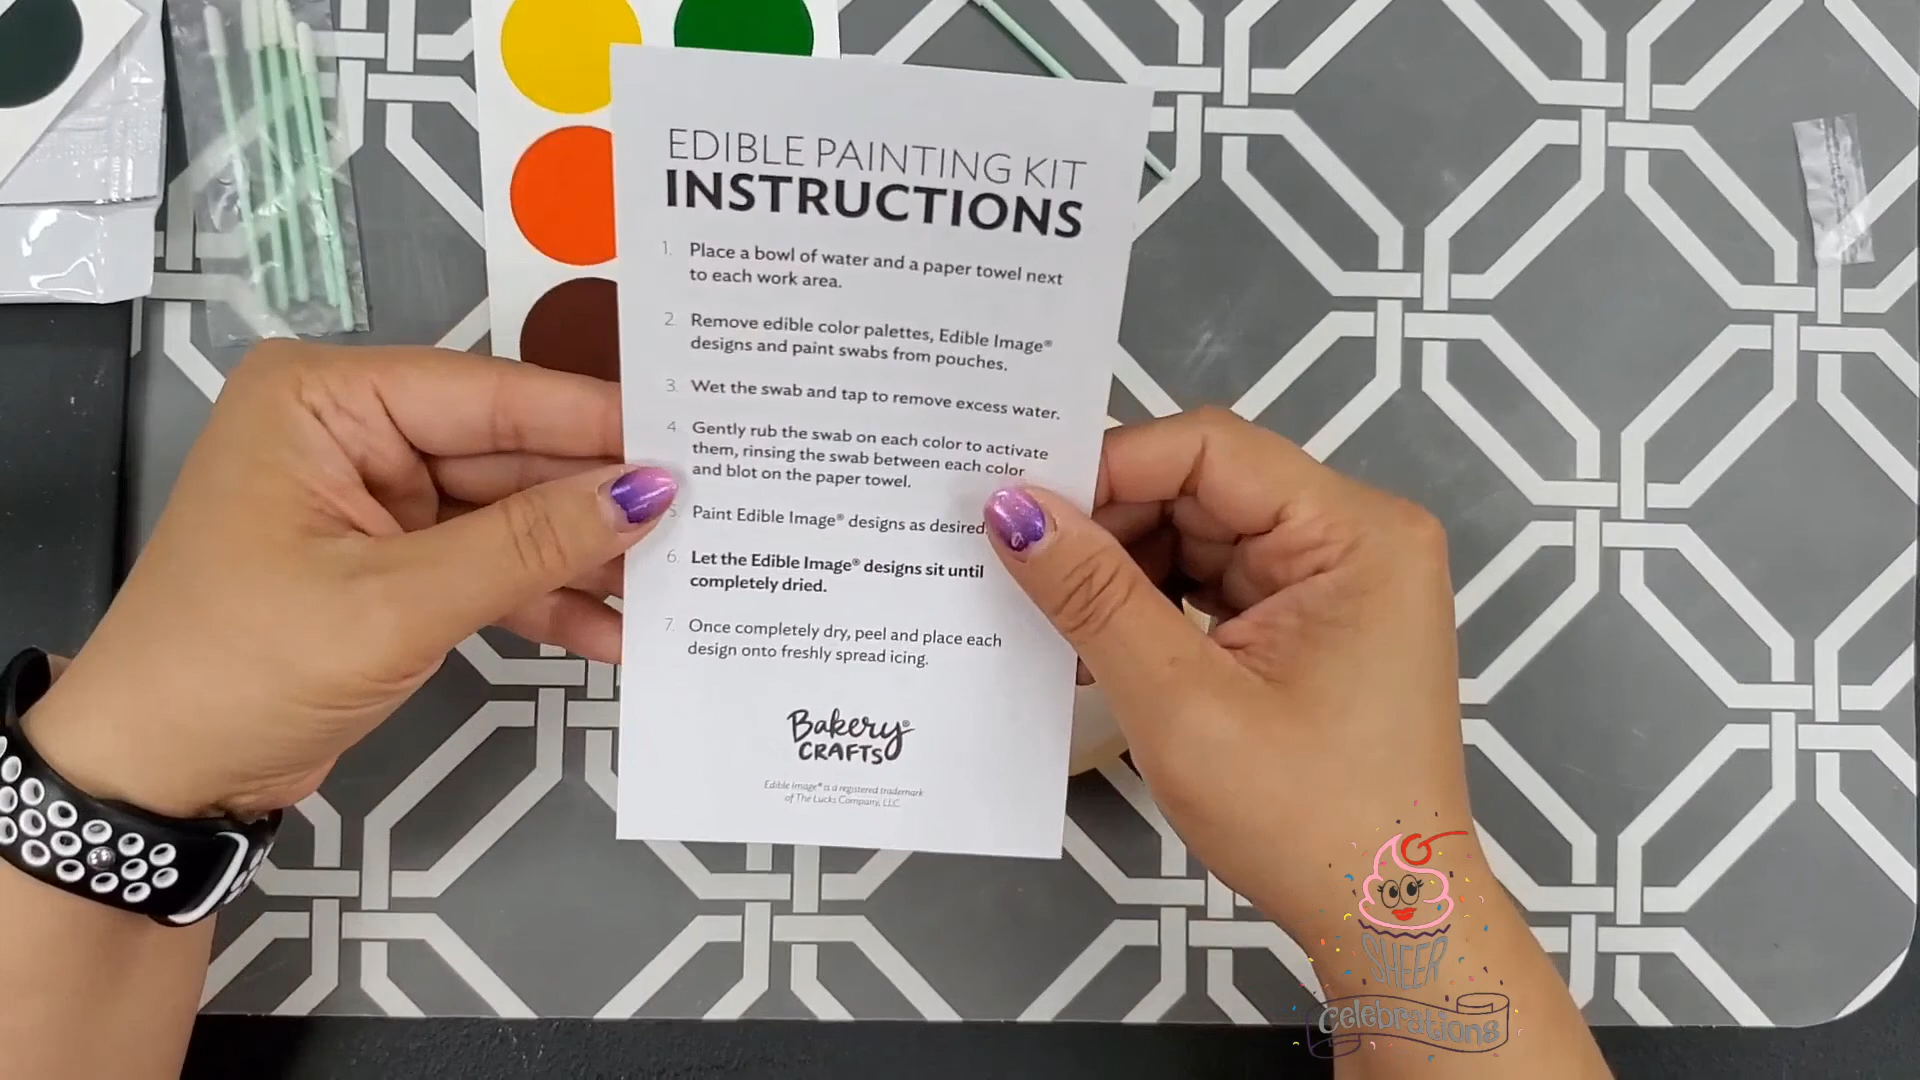 EDIBLE PAINTING KIT
INSTRUCTIONS
1. Place a bowl of water and a paper towel next
to each work area.
2. Remove edible color palettes, Edible Image®
designs and paint swabs from pouches.
3. Wet the swab and tap to remove excess water.
4. Gently rub the swab on each color to activate
them, rinsing the swab between each color
and blot on the paper towel.
5. Paint Edible Image® designs as desired.
6. Let the Edible Image® designs sit until
completely dried.
7. Once completely dry, peel and place each
design onto freshly spread icing.
Bakery®
CRAFTS
Edible Image® is a registered trademark
of The Lucks Company, LLC
SHEER
Celebrations